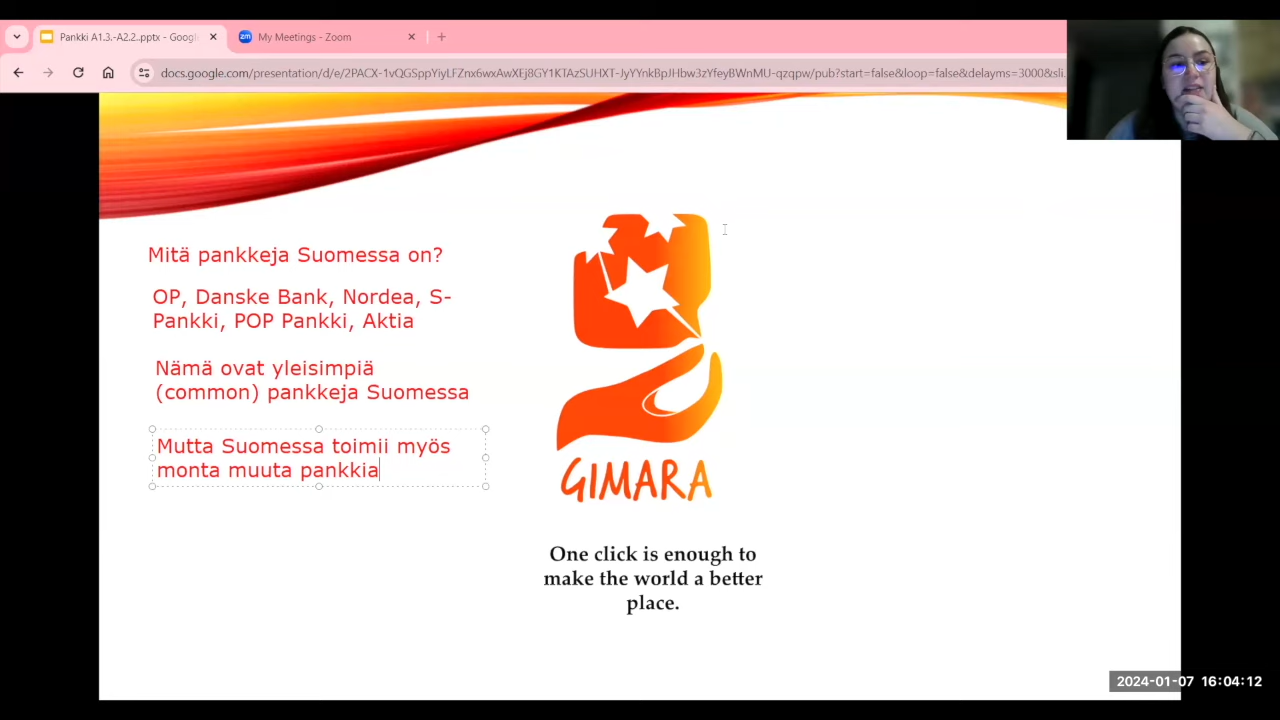 Pankki A1.3.-A2.2..pptx - Goog
My Meetings - Zoom
docs.google.com/presentation/d/e/2PACX-1vQGSppYiyLFZnx6wxAwXEj8GY1KTAzSUHXT-JyYYnkBpJHbw3zYfeyBWnMU-qzqpw/pub?start=false&loop=false&delayms=3000&sli
Mitä pankkeja Suomessa on?
OP, Danske Bank, Nordea, S-
Pankki, POP Pankki, Aktia
Nämä ovat yleisimpiä
(common) pankkeja Suomessa
Mutta Suomessa toimii myös
monta muuta pankkia
GIMARA
One click is enough to
make the world a better
place.
2024-01-07 16:04:12